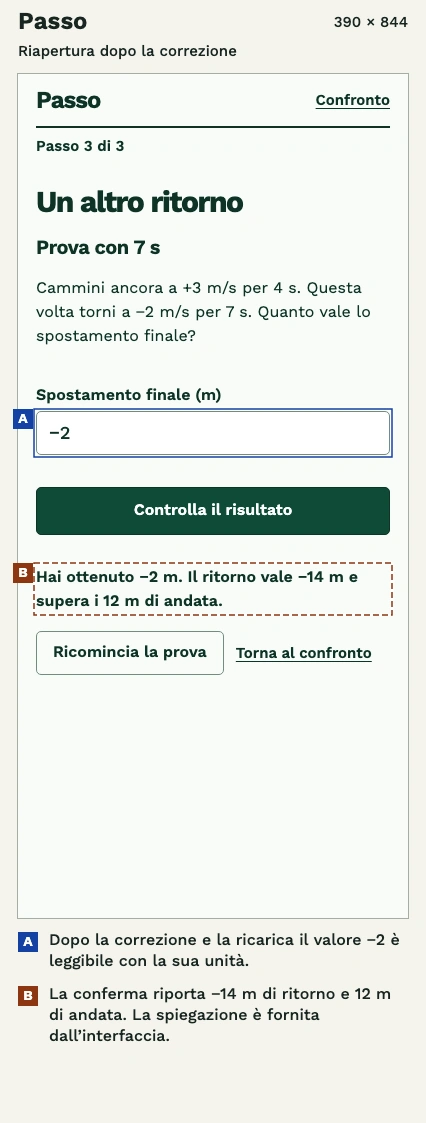 Passo
390 × 844
Riapertura dopo la correzione
Passo
Confronto
Passo 3 di 3
Un altro ritorno
Prova con 7 s
Cammini ancora a +3 m/s per 4 s. Questa
volta torni a −2 m/s per 7 s. Quanto vale lo
spostamento finale?
Spostamento finale (m)
A
−2
Controlla il risultato
B
Hai ottenuto −2 m. Il ritorno vale −14 m e
supera i 12 m di andata.
Ricomincia la prova
Torna al confronto
A
Dopo la correzione e la ricarica il valore −2 è
leggibile con la sua unità.
B
La conferma riporta −14 m di ritorno e 12 m
di andata. La spiegazione è fornita
dall’interfaccia.